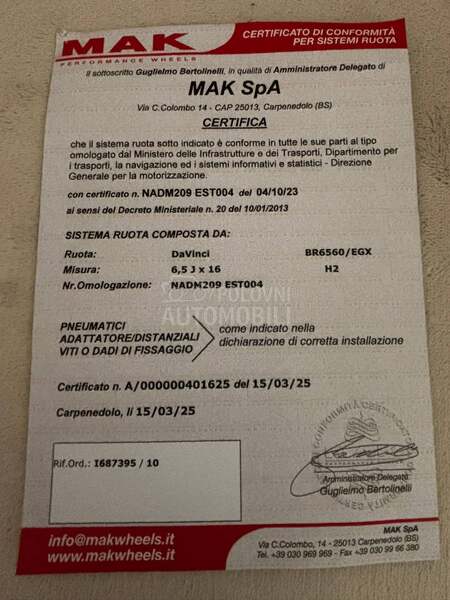 MAK
PERFORMANCE WHEELS
CERTIFICATO DI CONFORMITÀ
PER SISTEMI RUOTA
Il sottoscritto Guglielmo Bertolinelli, in qualità di Amministratore Delegato di
MAK SpA
Via C.Colombo 14 - CAP 25013, Carpenedolo (BS)
CERTIFICA
che il sistema ruota sotto indicato è conforme in tutte le sue parti al tipo
omologato dal Ministero delle Infrastrutture e dei Trasporti, Dipartimento per
i trasporti, la navigazione ed i sistemi informativi e statistici - Direzione
Generale per la motorizzazione.
con certificato n. NADM209 EST004 del 04/10/23
ai sensi del Decreto Ministeriale n. 20 del 10/01/2013
SISTEMA RUOTA COMPOSTA DA:
Ruota: DaVinci BR6560/EGX
Misura: 6,5 J x 16 H2
Nr.Omologazione: NADM209 EST004
POLOVNI
AUTOMOBILI
PNEUMATICI
ADATTATORE/DISTANZIALI
VITI O DADI DI FISSAGGIO
come indicato nella
dichiarazione di corretta installazione
Certificato n. A/000000401625 del 15/03/25
Carpenedolo, li 15/03/25
Rif.Ord.: I687395 / 10
Amministratore Delegato
Guglielmo Bertolinelli
info@makwheels.it
www.makwheels.it
MAK SpA
Via C.Colombo, 14 - 25013 Carpenedolo (BS)
Tel. +39 030 969 969 - Fax +39 030 99 66 380